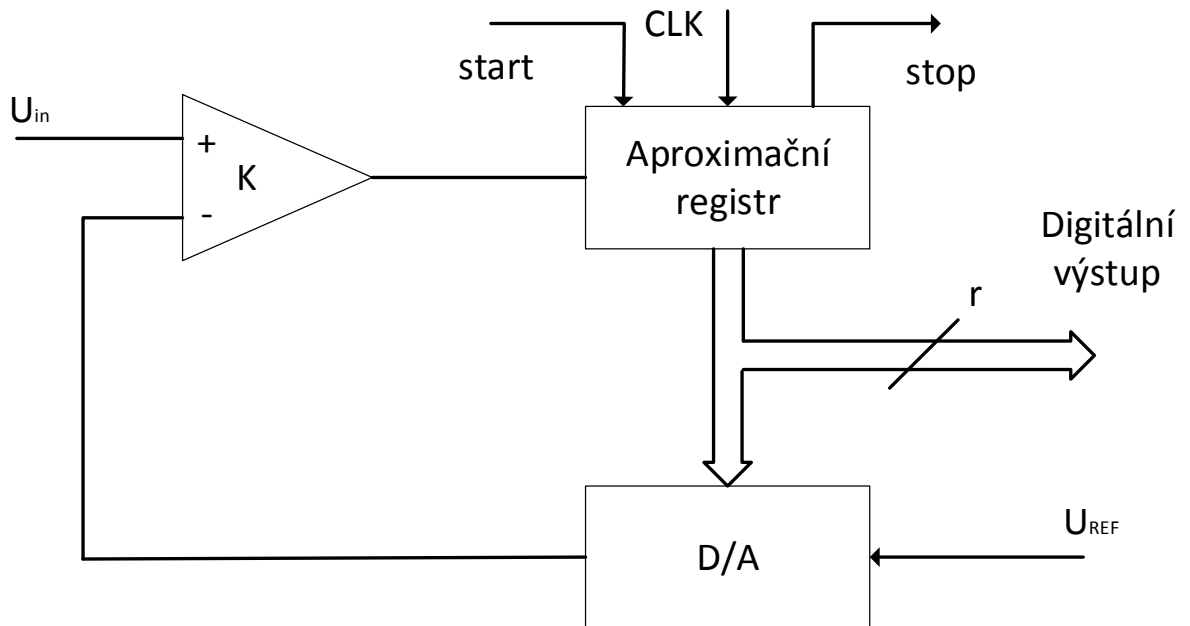 CLK
start
stop
Uin
+
K
-
Aproximační
registr
Digitální
výstup
r
UREF
D/A